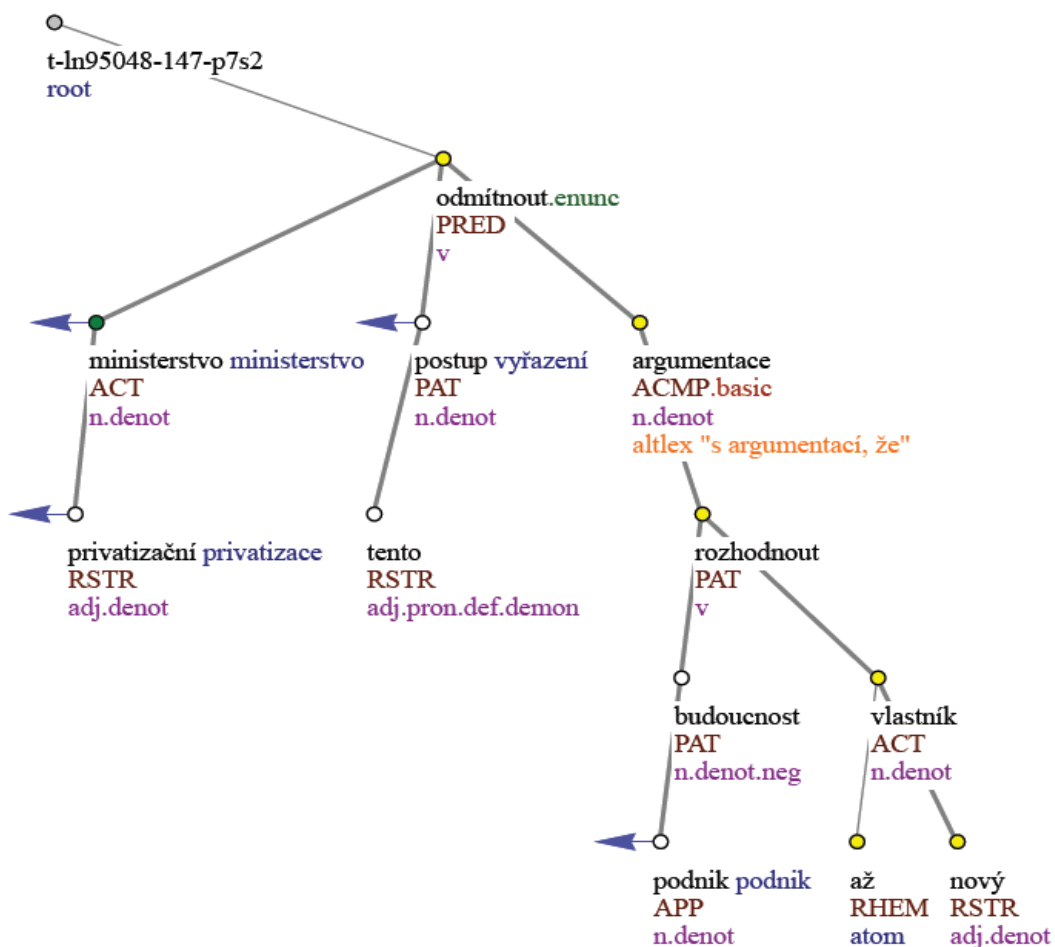 t-ln95048-147-p7s2
root
odmítnout.enunc
PRED
v
ministerstvo ministerstvo
ACT
n.denot
postup vyřazení
PAT
n.denot
argumentace
ACMP.basic
n.denot
altlex "s argumentací, že"
privatizační privatizace
RSTR
adj.denot
tento
RSTR
adj.pron.def.demon
rozhodnout
PAT
v
budoucnost
PAT
n.denot.neg
vlastník
ACT
n.denot
podnik podnik
APP
n.denot
až
RHEM
atom
nový
RSTR
adj.denot